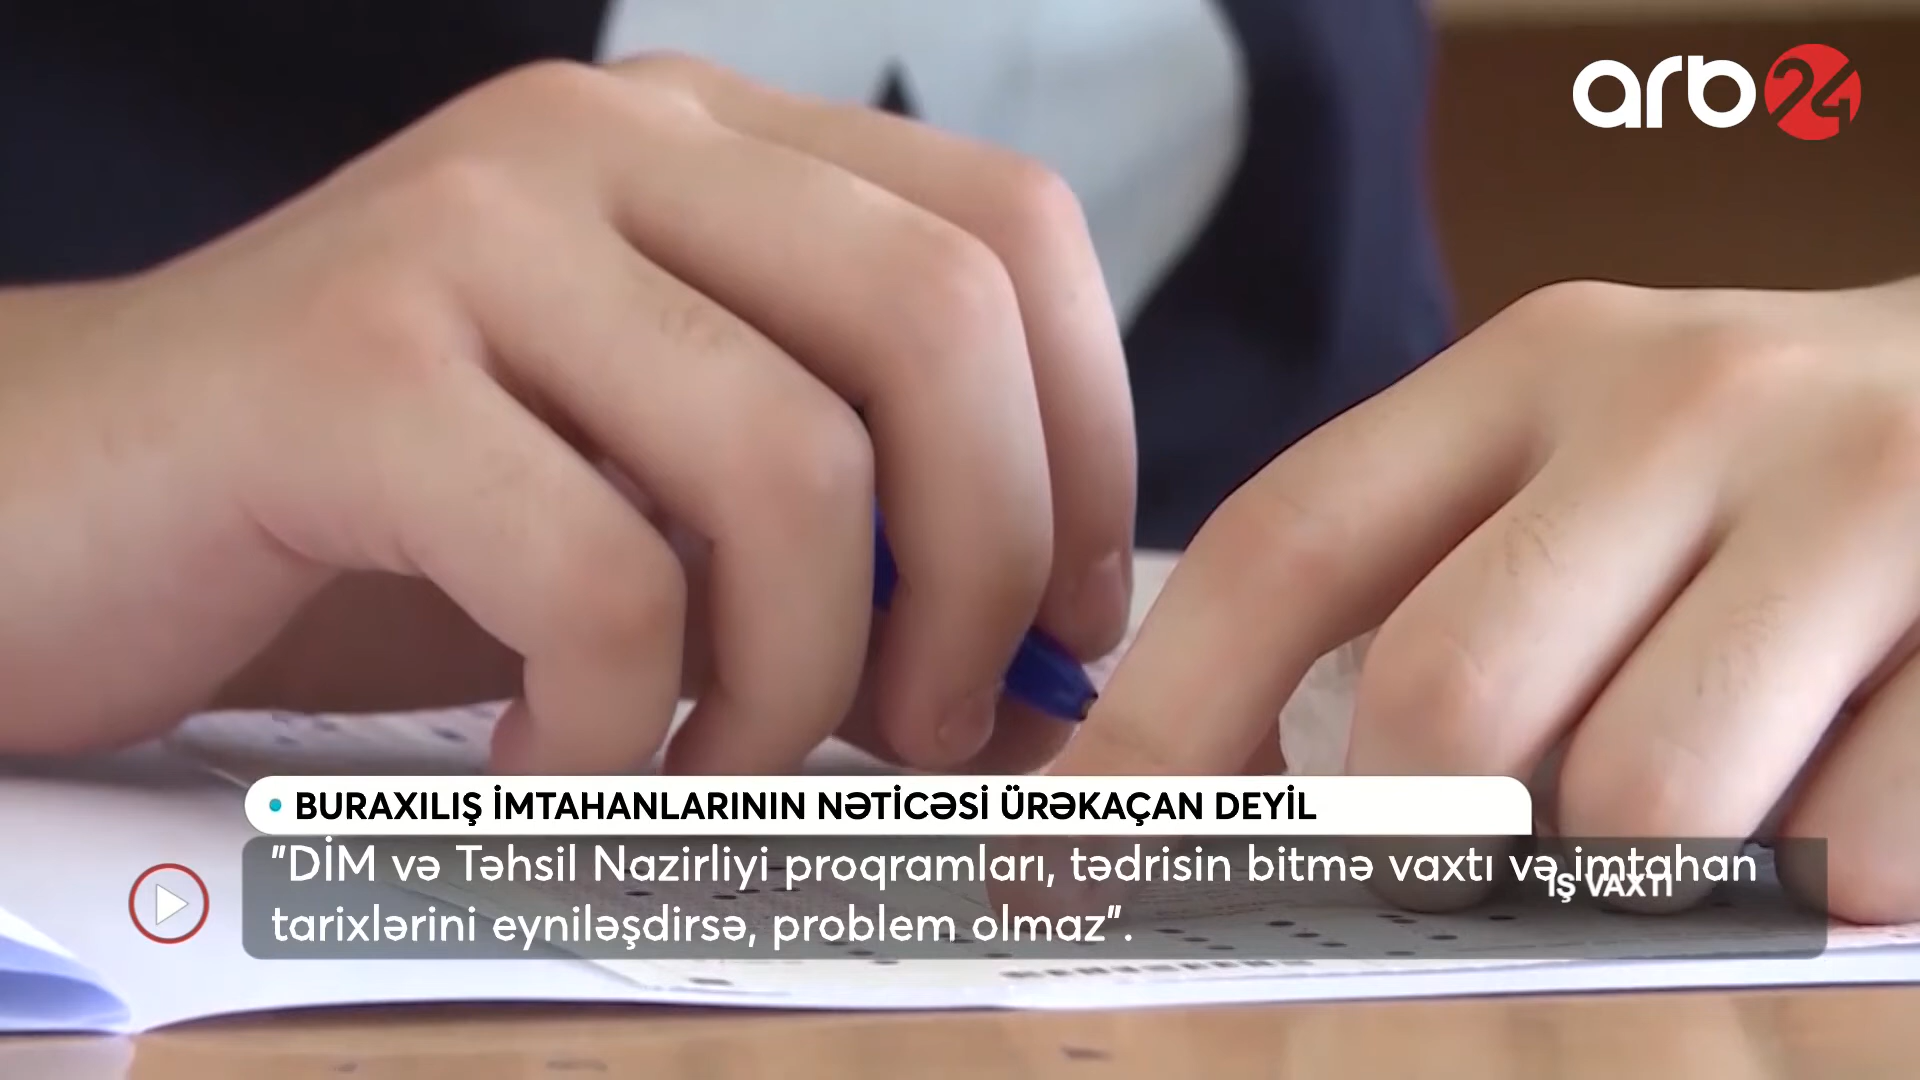 arb24
BURAXILIŞ İMTAHANLARININ NƏTİCƏSİ ÜRƏKAÇAN DEYİL
"DİM və Təhsil Nazirliyi proqramları, tədrisin bitmə vaxtı və imtahan
İŞ VAXTI
tarixlərini eyniləşdirsə, problem olmaz".